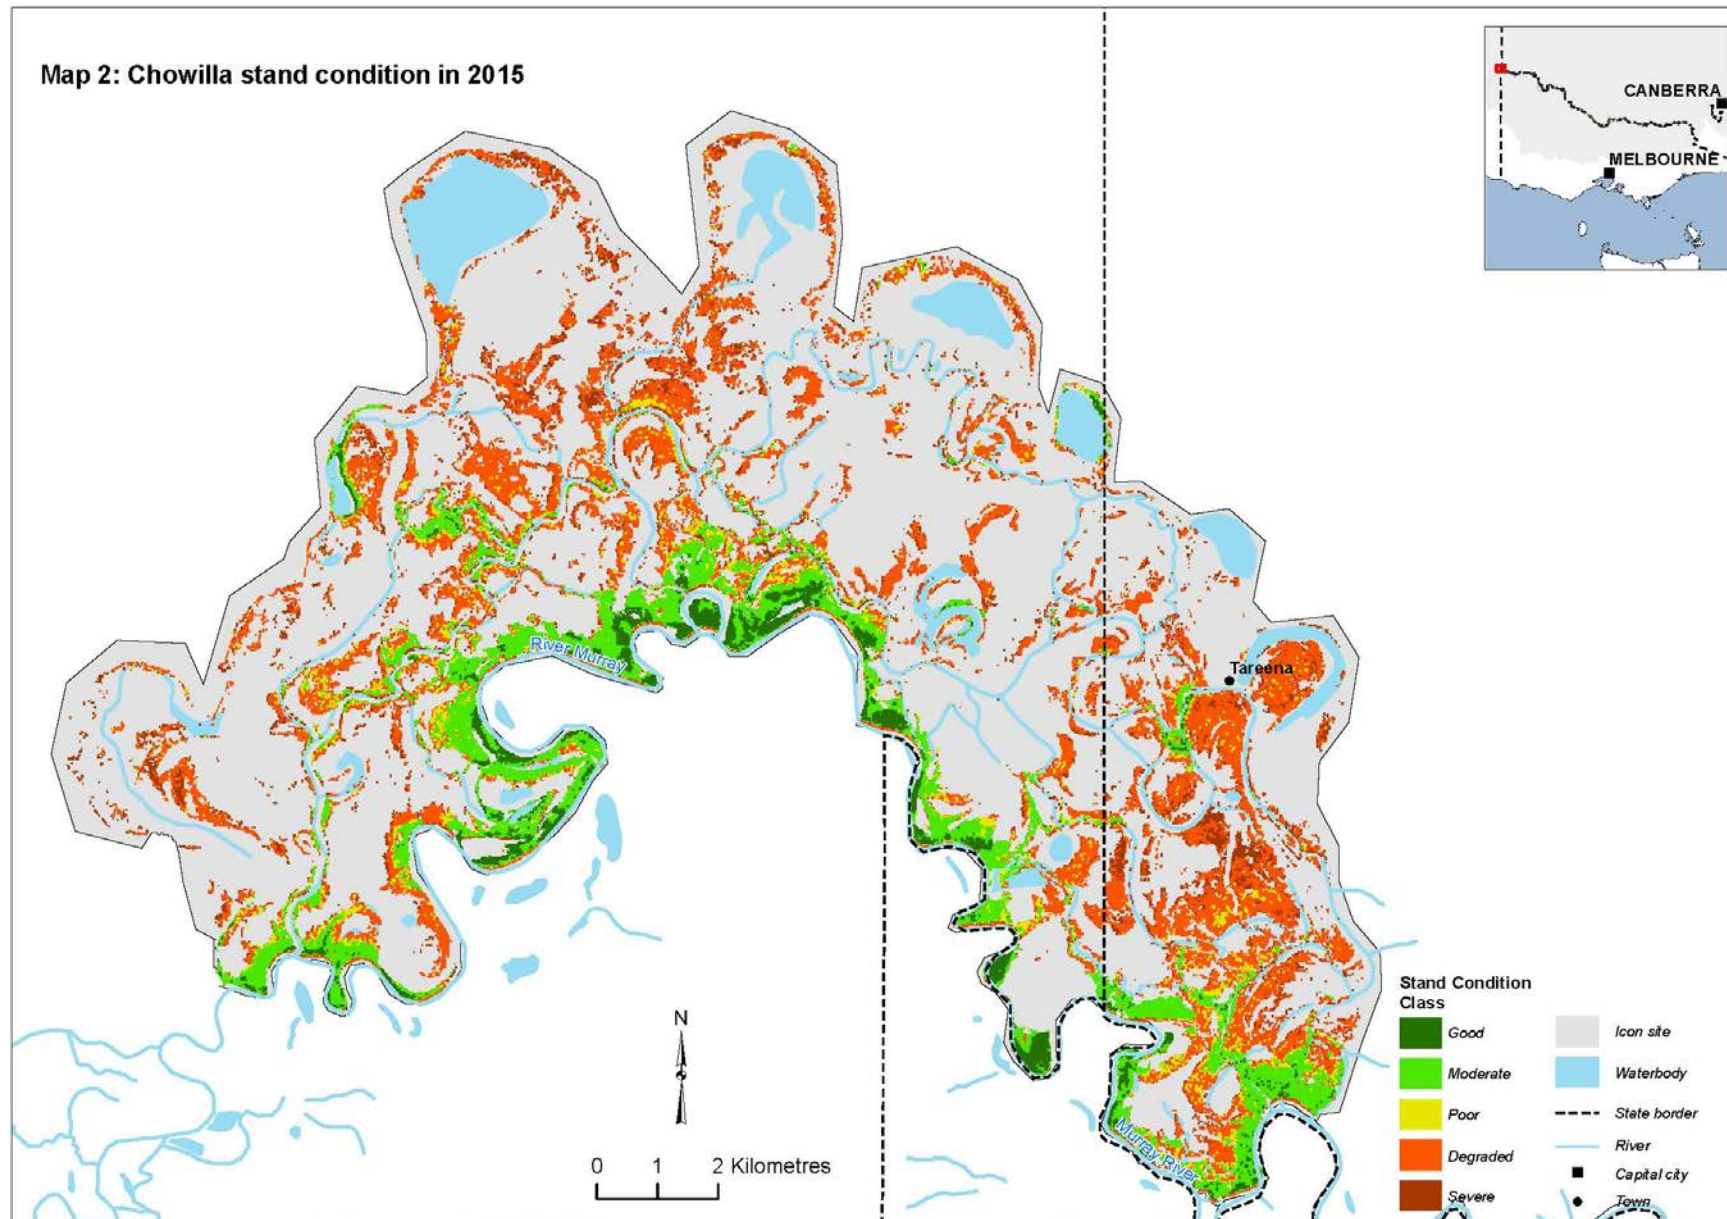 Map 2: Chowilla stand condition in 2015
CANBERRA
MELBOURNE
River Murray
Tareena
Murray River
N
0 1 2 Kilometres
Stand Condition
Class
Good
Moderate
Poor
Degraded
Severe
Icon site
Waterbody
State border
River
Capital city
Town